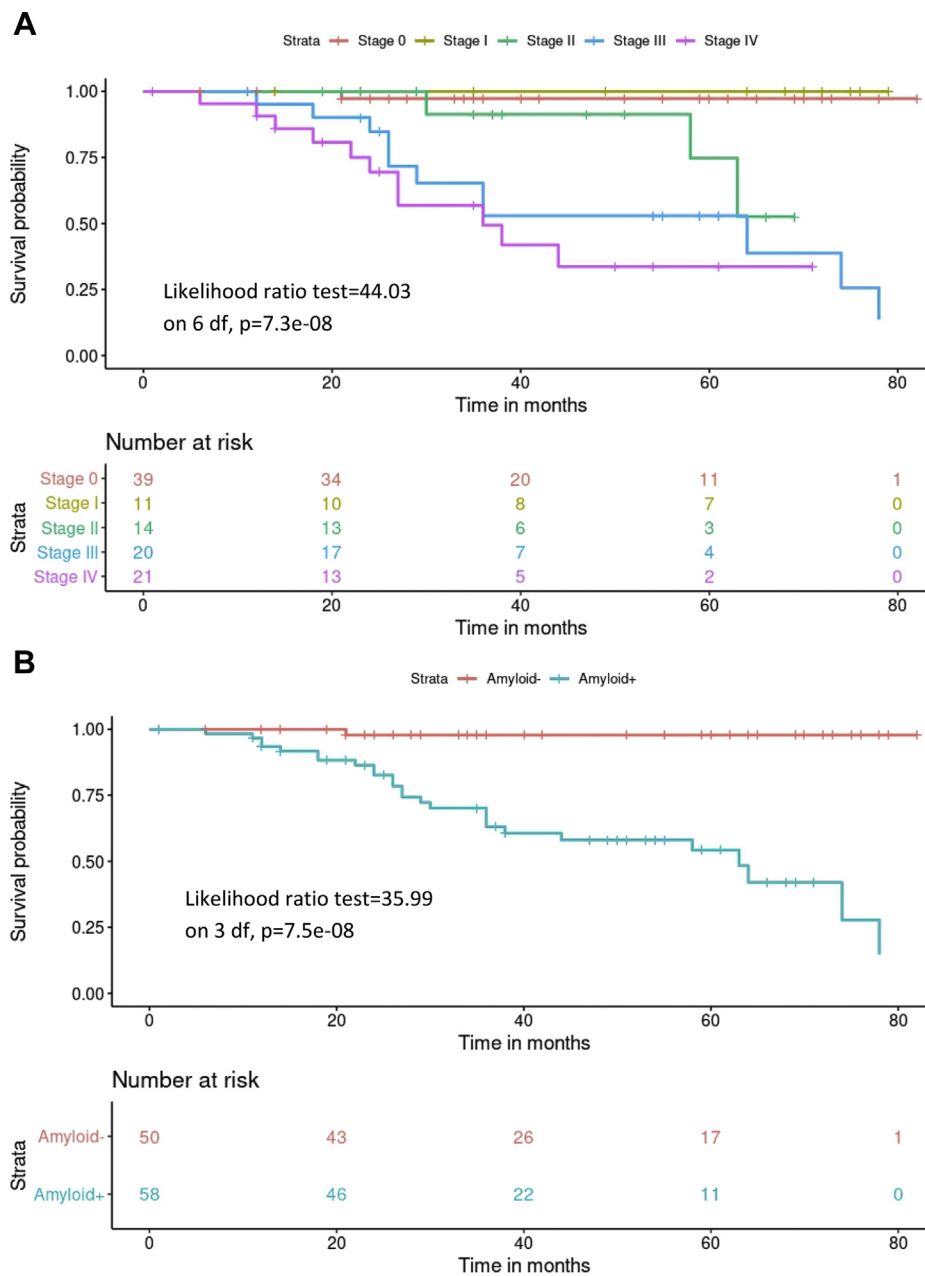 A
Strata Stage 0 Stage I Stage II Stage III Stage IV
1.00
0.75
0.50
0.25
0.00
Survival probability
Likelihood ratio test=44.03
on 6 df, p=7.3e-08
0 20 40 60 80
Time in months
Number at risk
Strata
Stage 0 39 34 20 11 1
Stage I 11 10 8 7 0
Stage II 14 13 6 3 0
Stage III 20 17 7 4 0
Stage IV 21 13 5 2 0
0 20 40 60 80
Time in months
B
Strata Amyloid- Amyloid+
1.00
0.75
0.50
0.25
0.00
Survival probability
Likelihood ratio test=35.99
on 3 df, p=7.5e-08
0 20 40 60 80
Time in months
Number at risk
Strata
Amyloid- 50 43 26 17 1
Amyloid+ 58 46 22 11 0
0 20 40 60 80
Time in months